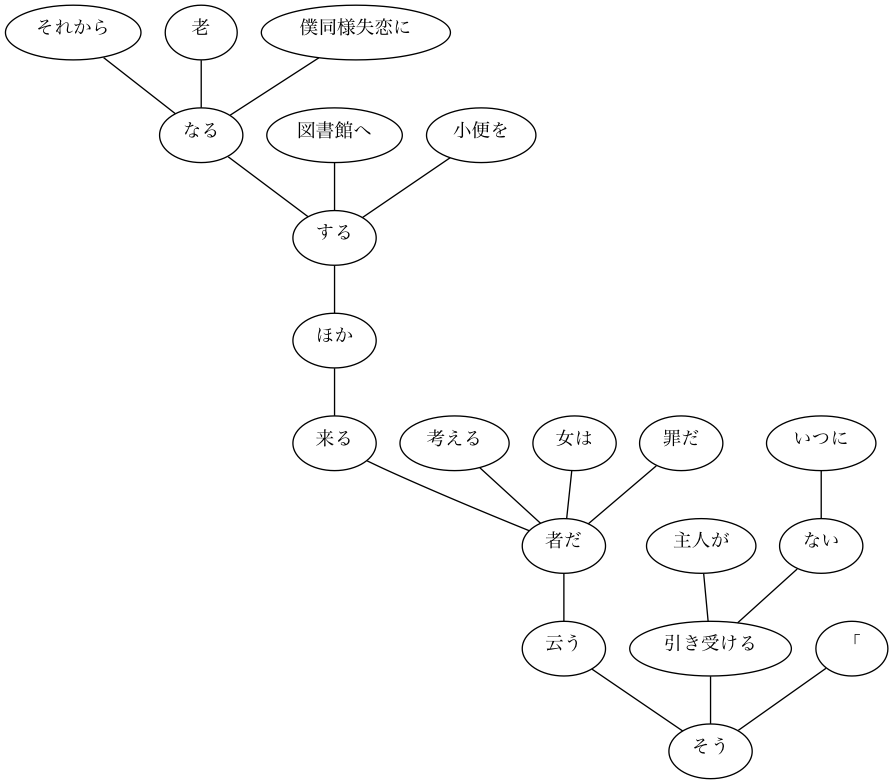 それから 老 僕同様失恋に
なる 図書館へ 小便を
する
ほか
来る 考える 女は 罪だ いつに
者だ 主人が ない
云う 引き受ける 「
そう